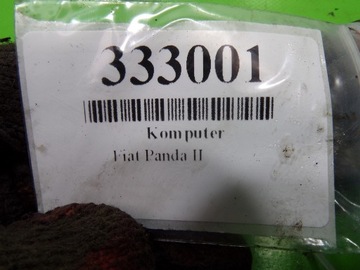 333001
Komputer
Fiat Panda II